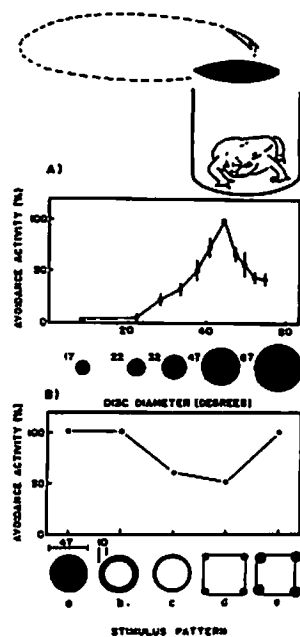 A)
AVOIDANCE ACTIVITY (%)
100
50
0
0 20 40 60
17 22 32 47 67
DISC DIAMETER (DEGREES)
B)
AVOIDANCE ACTIVITY (%)
100
50
0
47 10
a b. c d e
STIMULUS PATTERN